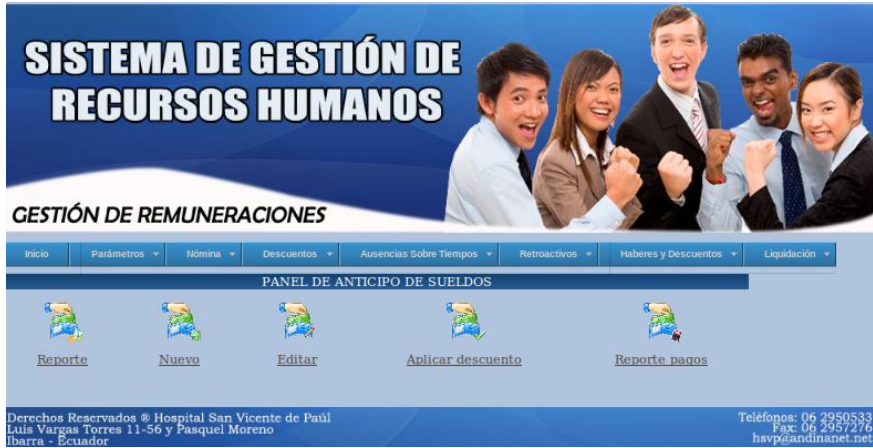 SISTEMA DE GESTIÓN DE
RECURSOS HUMANOS
GESTIÓN DE REMUNERACIONES
Inicio Parámetros Nómina Descuentos Ausencias Sobre Tiempos Retroactivos Haberes y Descuentos Liquidación
PANEL DE ANTICIPO DE SUELDOS
Reporte Nuevo Editar Aplicar descuento Reporte pagos
Derechos Reservados ® Hospital San Vicente de Paúl
Luis Vargas Torres 11-56 y Pasquel Moreno
Ibarra - Ecuador
Teléfonos: 06 2950533
Fax: 06 2957276
hsvp@andinanet.net